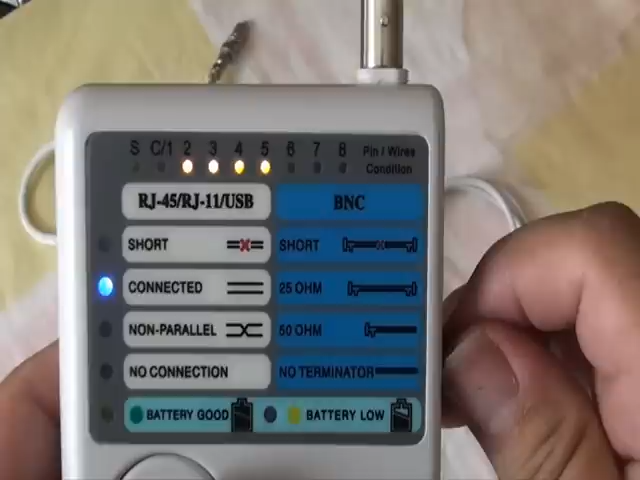 S C/1 2 3 4 5 6 7 8 Pin / Wires
Condition
RJ-45/RJ-11/USB BNC
SHORT SHORT
CONNECTED 25 OHM
NON-PARALLEL 50 OHM
NO CONNECTION NO TERMINATOR
BATTERY GOOD BATTERY LOW